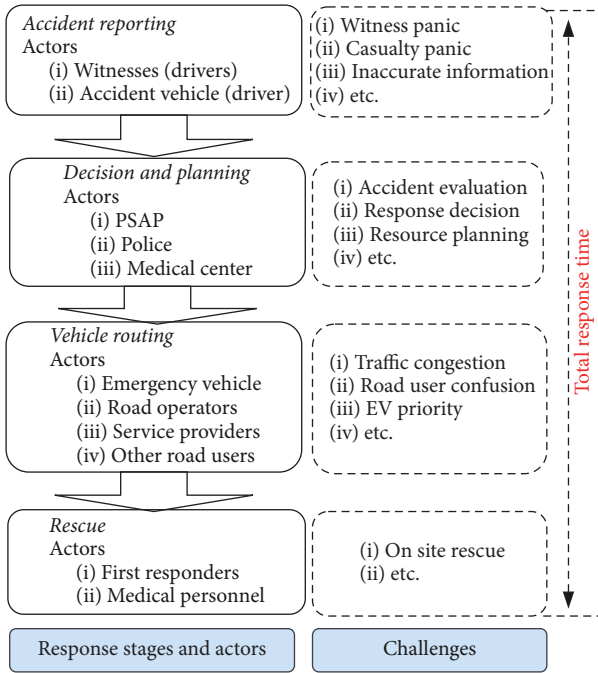 Accident reporting
Actors
(i) Witnesses (drivers)
(ii) Accident vehicle (driver)
(i) Witness panic
(ii) Casualty panic
(iii) Inaccurate information
(iv) etc.
Decision and planning
Actors
(i) PSAP
(ii) Police
(iii) Medical center
(i) Accident evaluation
(ii) Response decision
(iii) Resource planning
(iv) etc.
Vehicle routing
Actors
(i) Emergency vehicle
(ii) Road operators
(iii) Service providers
(iv) Other road users
(i) Traffic congestion
(ii) Road user confusion
(iii) EV priority
(iv) etc.
Rescue
Actors
(i) First responders
(ii) Medical personnel
(i) On site rescue
(ii) etc.
Response stages and actors
Challenges
Total response time